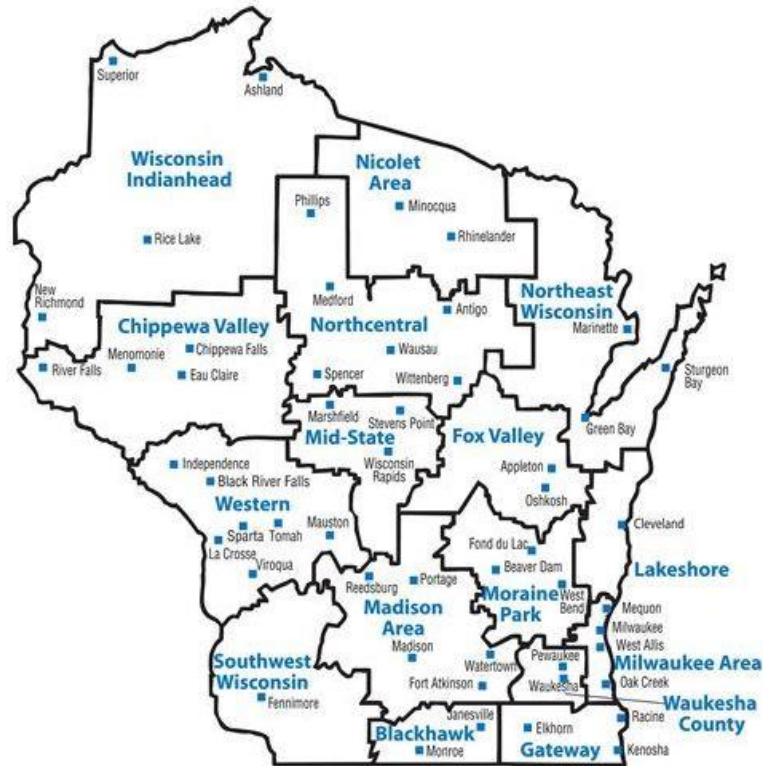 Superior
Ashland
Wisconsin
Indianhead
Nicolet
Area
Phillips
Minocqua
Rice Lake
Rhinelander
New
Richmond
Medford
Antigo
Northeast
Wisconsin
Marinette
Chippewa Valley
Northcentral
Chippewa Falls
Wausau
Menomonie
River Falls
Eau Claire
Spencer
Wittenberg
Sturgeon
Bay
Marshfield
Stevens Point
Green Bay
Mid-State
Fox Valley
Wisconsin
Rapids
Appleton
Oshkosh
Independence
Black River Falls
Western
Mauston
Sparta
Tomah
La Crosse
Viroqua
Cleveland
Fond du Lac
Beaver Dam
Lakeshore
Reedsburg
Portage
Moraine
Park
West
Bend
Madison
Area
Mequon
Milwaukee
West Allis
Madison
Watertown
Pewaukee
Milwaukee Area
Southwest
Wisconsin
Fennimore
Fort Atkinson
Waukesha
Oak Creek
Waukesha
County
Janesville
Blackhawk
Monroe
Elkhorn
Gateway
Racine
Kenosha